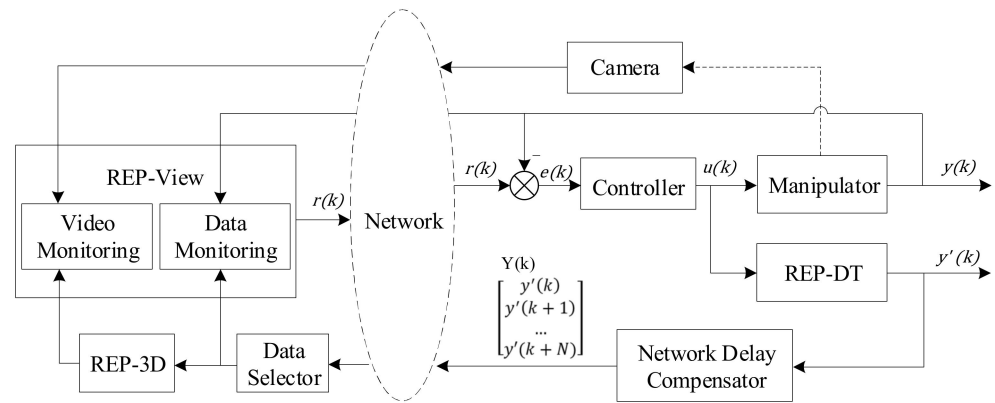 Camera
REP-View
Video
Monitoring
Data
Monitoring
r(k)
Network
r(k)
−
e(k)
Controller
u(k)
Manipulator
y(k)
REP-DT
y′(k)
Y(k)
y′(k)
y′(k + 1)
...
y′(k + N)
REP-3D
Data
Selector
Network Delay
Compensator